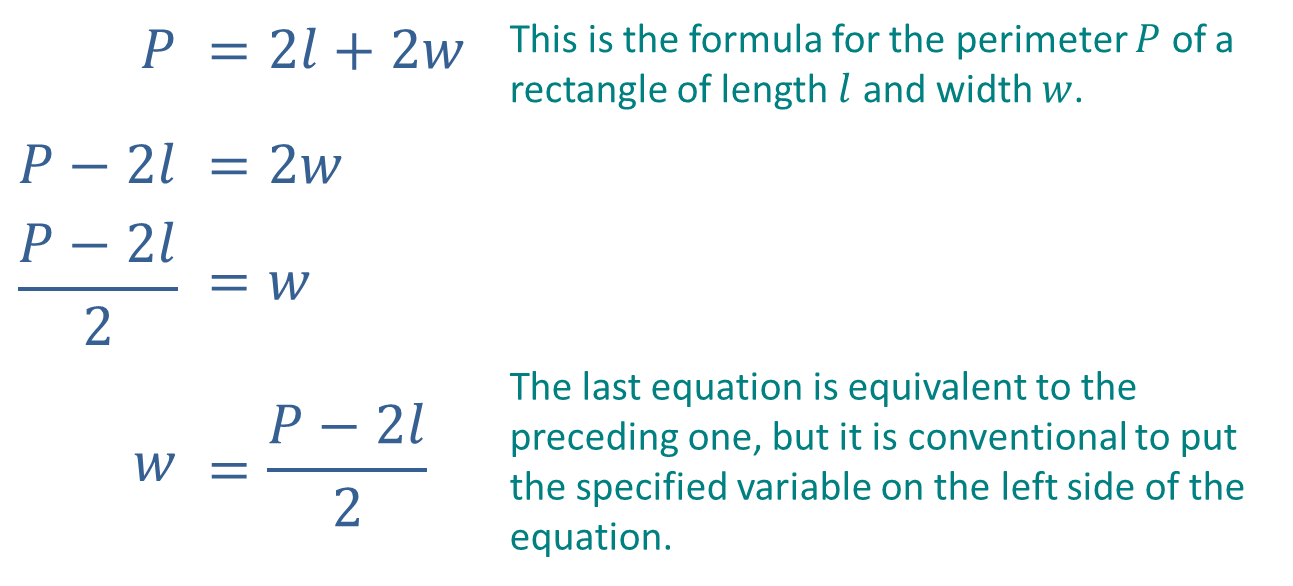 P = 2l + 2w
This is the formula for the perimeter P of a
rectangle of length l and width w.
P − 2l = 2w
P − 2l
2
= w
w =
P − 2l
2
The last equation is equivalent to the
preceding one, but it is conventional to put
the specified variable on the left side of the
equation.